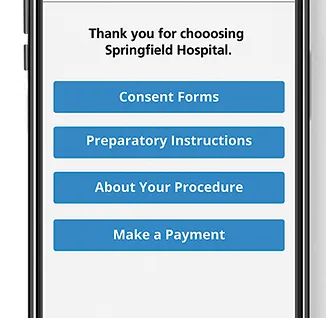 Thank you for chooosing
Springfield Hospital.
Consent Forms
Preparatory Instructions
About Your Procedure
Make a Payment